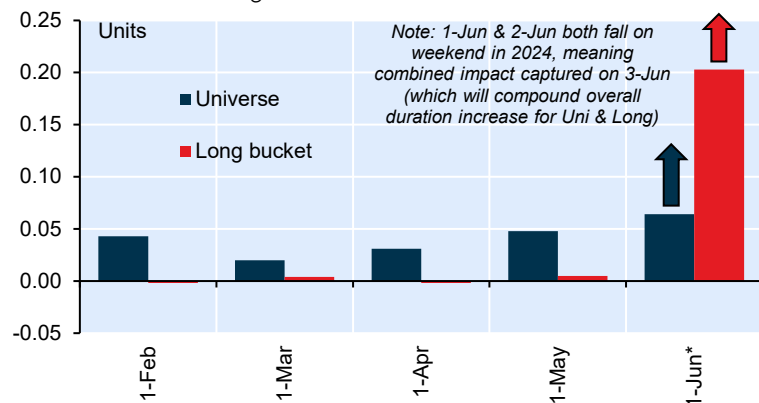 0.25
0.20
0.15
0.10
0.05
0.00
-0.05
Units
Note: 1-Jun & 2-Jun both fall on
weekend in 2024, meaning
combined impact captured on 3-Jun
(which will compound overall
duration increase for Uni & Long)
Universe
Long bucket
1-Feb
1-Mar
1-Apr
1-May
1-Jun*